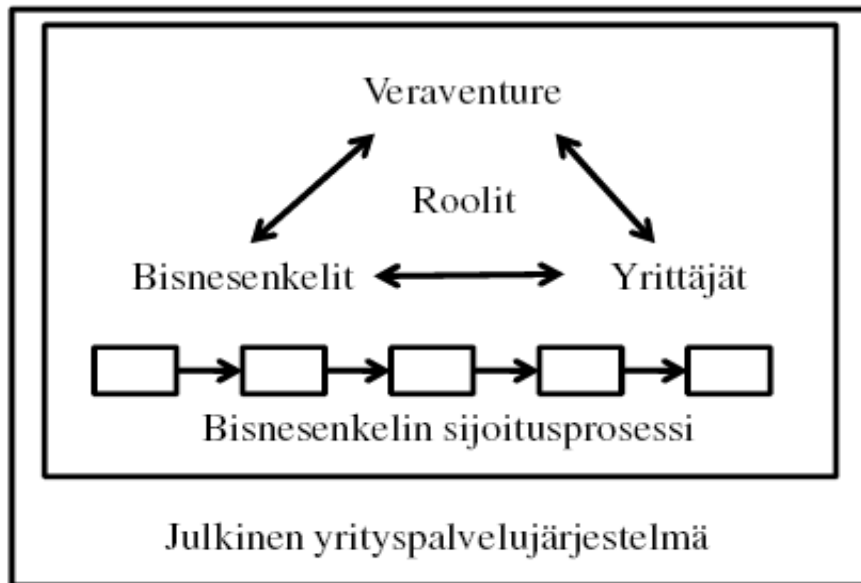 Veraventure
Roolit
Bisnesenkelit
Yrittäjät
Bisnesenkelin sijoitusprosessi
Julkinen yrityspalvelujärjestelmä